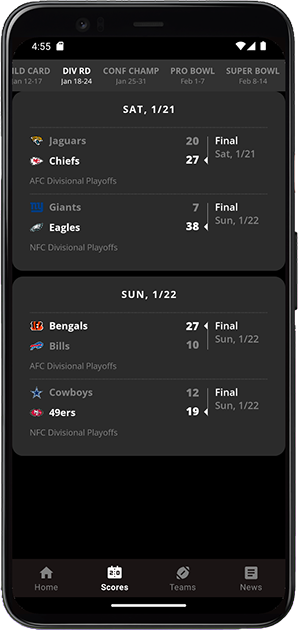 4:55
ILD CARD DIV RD CONF CHAMP PRO BOWL SUPER BOWL
an 12-17 Jan 18-24 Jan 25-31 Feb 1-7 Feb 8-14
SAT, 1/21
Jaguars 20 Final
Chiefs 27 Sat, 1/21
AFC Divisional Playoffs
Giants 7 Final
Eagles 38 Sun, 1/22
NFC Divisional Playoffs
SUN, 1/22
Bengals 27 Final
Bills 10 Sun, 1/22
AFC Divisional Playoffs
Cowboys 12 Final
49ers 19 Sun, 1/22
NFC Divisional Playoffs
Home Scores Teams News